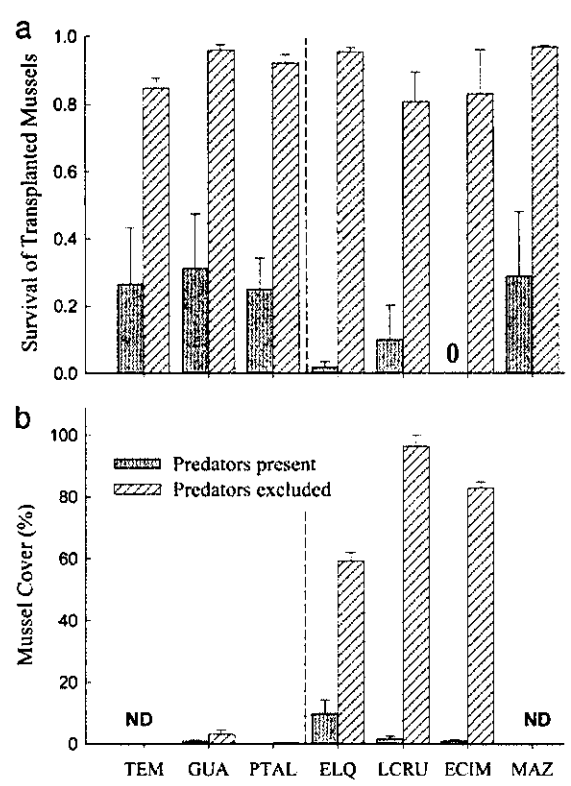 a
Survival of Transplanted Mussels
1.0
0.8
0.6
0.4
0.2
0.0
0
b
Mussel Cover (%)
100
80
60
40
20
0
Predators present
Predators excluded
ND
ND
TEM GUA PTAL ELQ LCRU ECIM MAZ